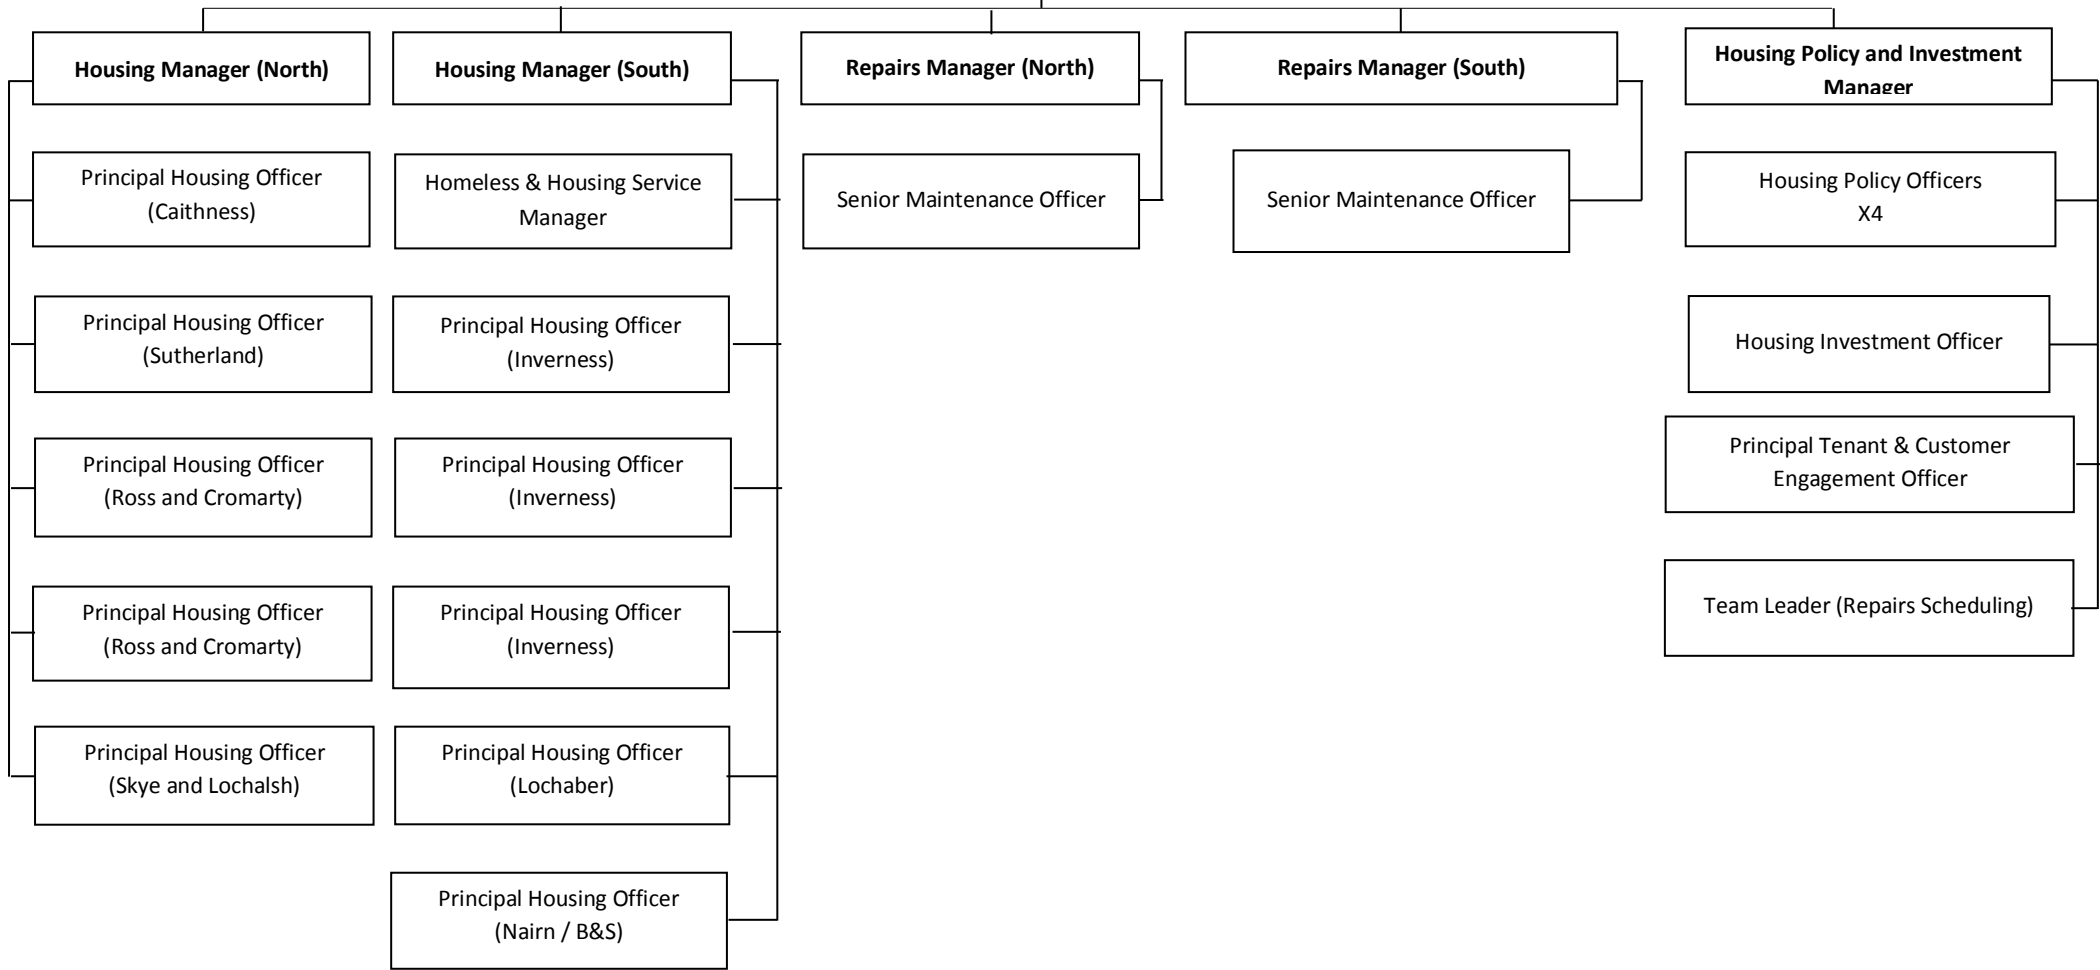 Housing Manager (North)
Housing Manager (South)
Repairs Manager (North)
Repairs Manager (South)
Housing Policy and Investment
Manager
Principal Housing Officer
(Caithness)
Homeless & Housing Service
Manager
Senior Maintenance Officer
Senior Maintenance Officer
Housing Policy Officers
X4
Principal Housing Officer
(Sutherland)
Principal Housing Officer
(Inverness)
Housing Investment Officer
Principal Housing Officer
(Ross and Cromarty)
Principal Housing Officer
(Inverness)
Principal Tenant & Customer
Engagement Officer
Principal Housing Officer
(Ross and Cromarty)
Principal Housing Officer
(Inverness)
Team Leader (Repairs Scheduling)
Principal Housing Officer
(Skye and Lochalsh)
Principal Housing Officer
(Lochaber)
Principal Housing Officer
(Nairn / B&S)